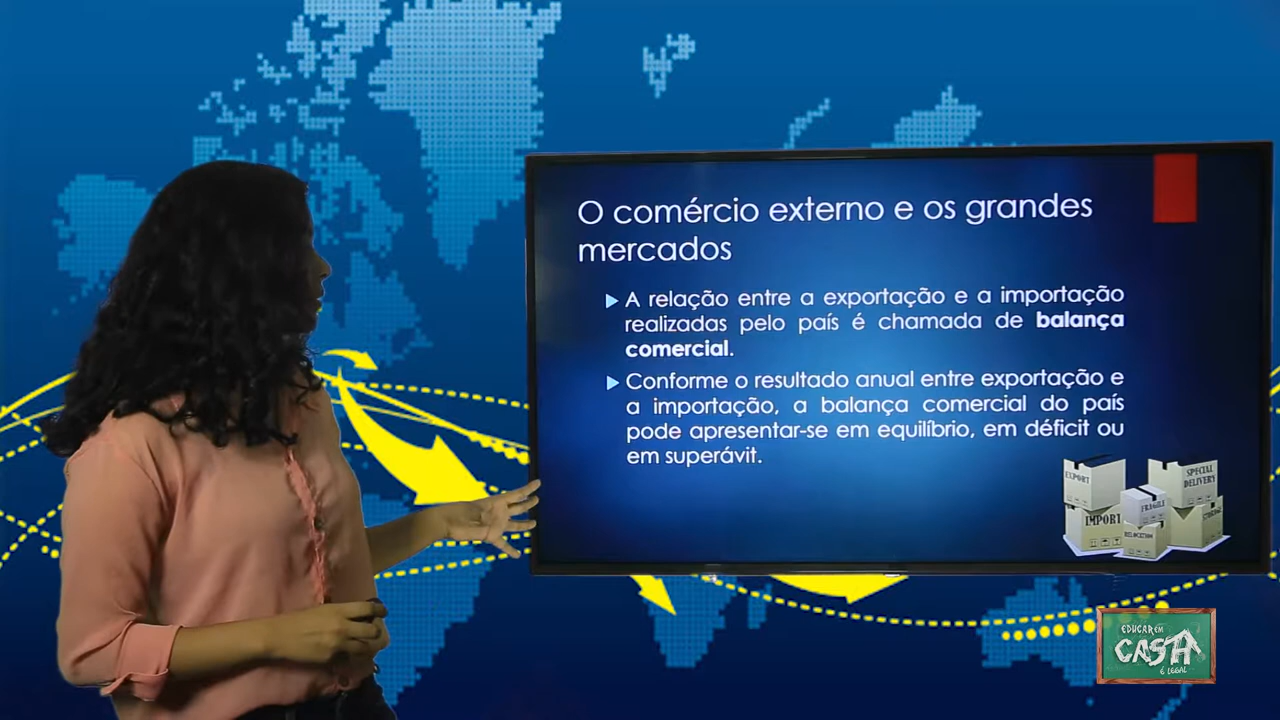 O comércio externo e os grandes
mercados
A relação entre a exportação e a importação
realizadas pelo país é chamada de balança
comercial.
Conforme o resultado anual entre exportação e
a importação, a balança comercial do país
pode apresentar-se em equilíbrio, em déficit ou
em superávit.
EXPORT
SPECIAL
DELIVERY
FRAGILE
IMPORT
STORAGE
RELOCATION
EDUCAR EM
CASA
É LEGAL